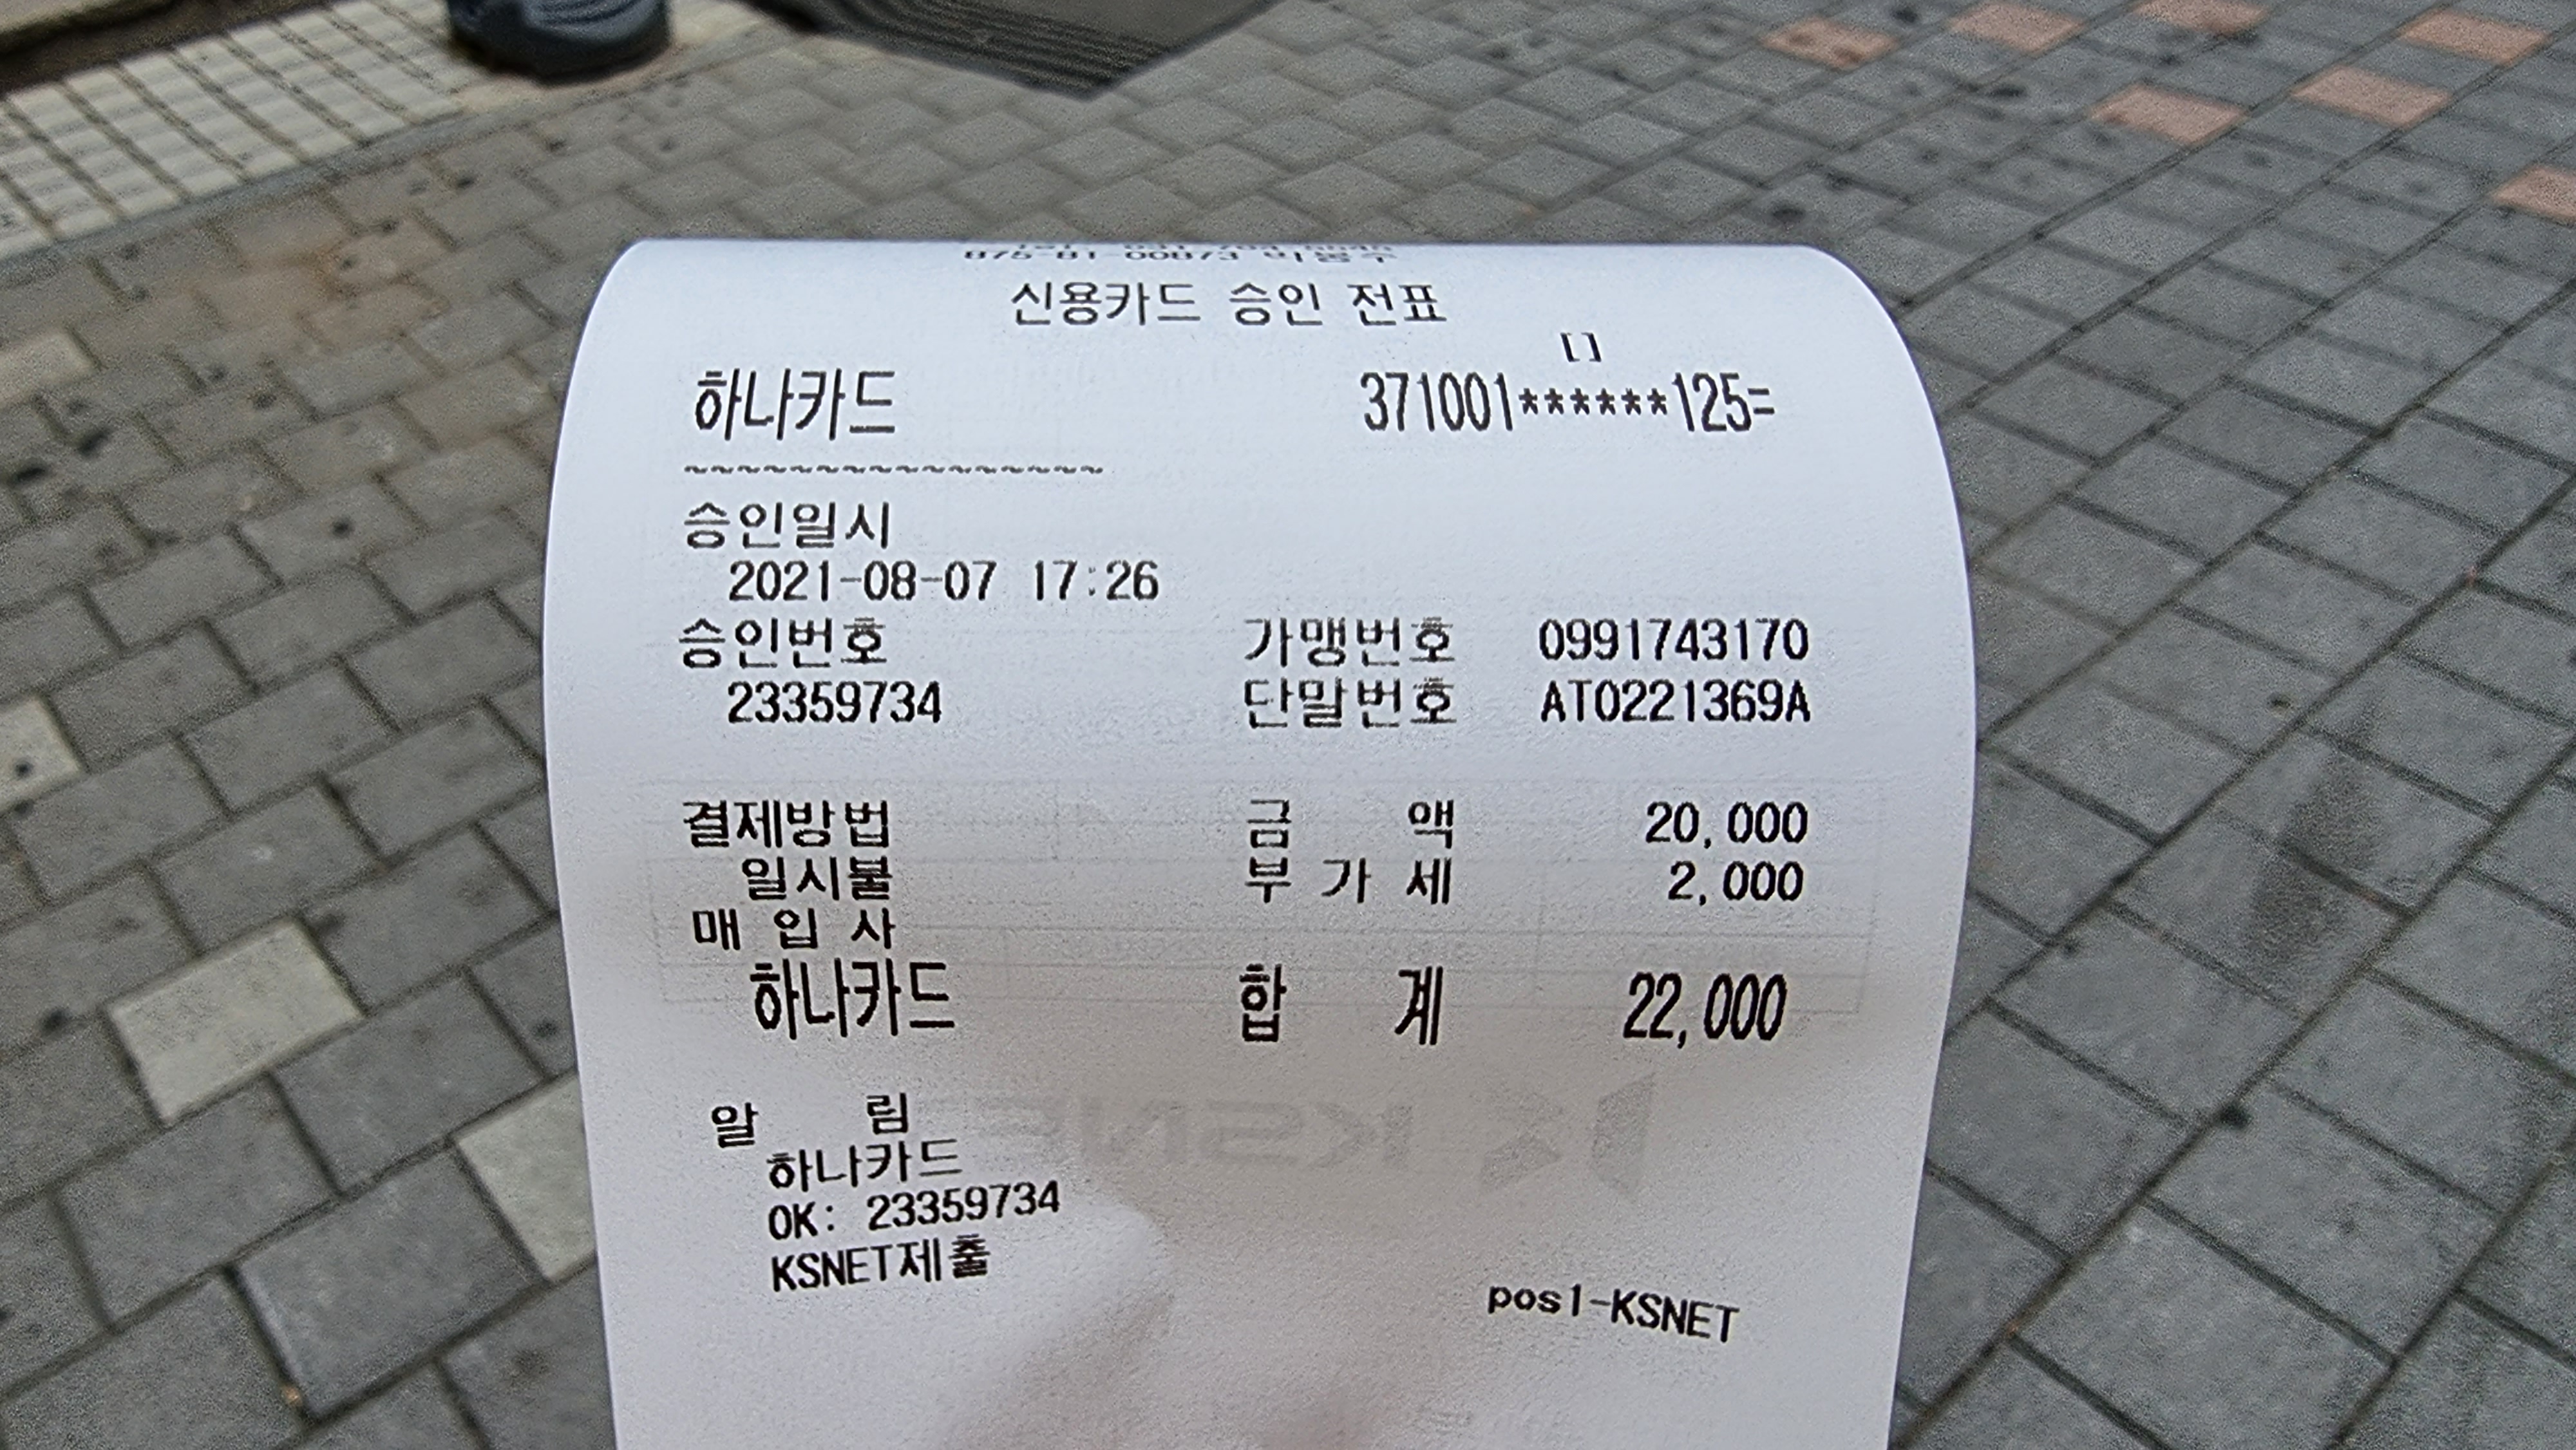 875-81-00873
신용카드 승인 전표
[]
하나카드 371001******125=
~~~~~~~~~~~~~~~~
승인일시
2021-08-07 17:26
승인번호 가맹번호 0991743170
23359734 단말번호 AT0221369A
결제방법 금 액 20,000
일시불 부 가 세 2,000
매 입 사
하나카드 합 계 22,000
알 림
하나카드
OK: 23359734
KSNET제출
pos1-KSNET